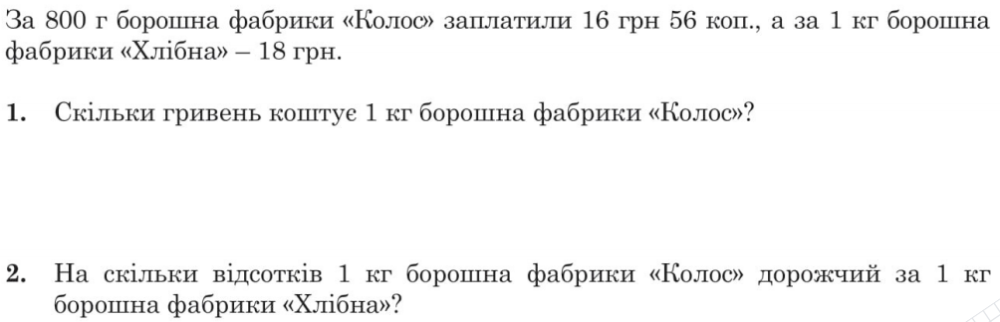 За 800 г борошна фабрики «Колос» заплатили 16 грн 56 коп., а за 1 кг борошна
фабрики «Хлібна» – 18 грн.
1. Скільки гривень коштує 1 кг борошна фабрики «Колос»?
2. На скільки відсотків 1 кг борошна фабрики «Колос» дорожчий за 1 кг
борошна фабрики «Хлібна»?